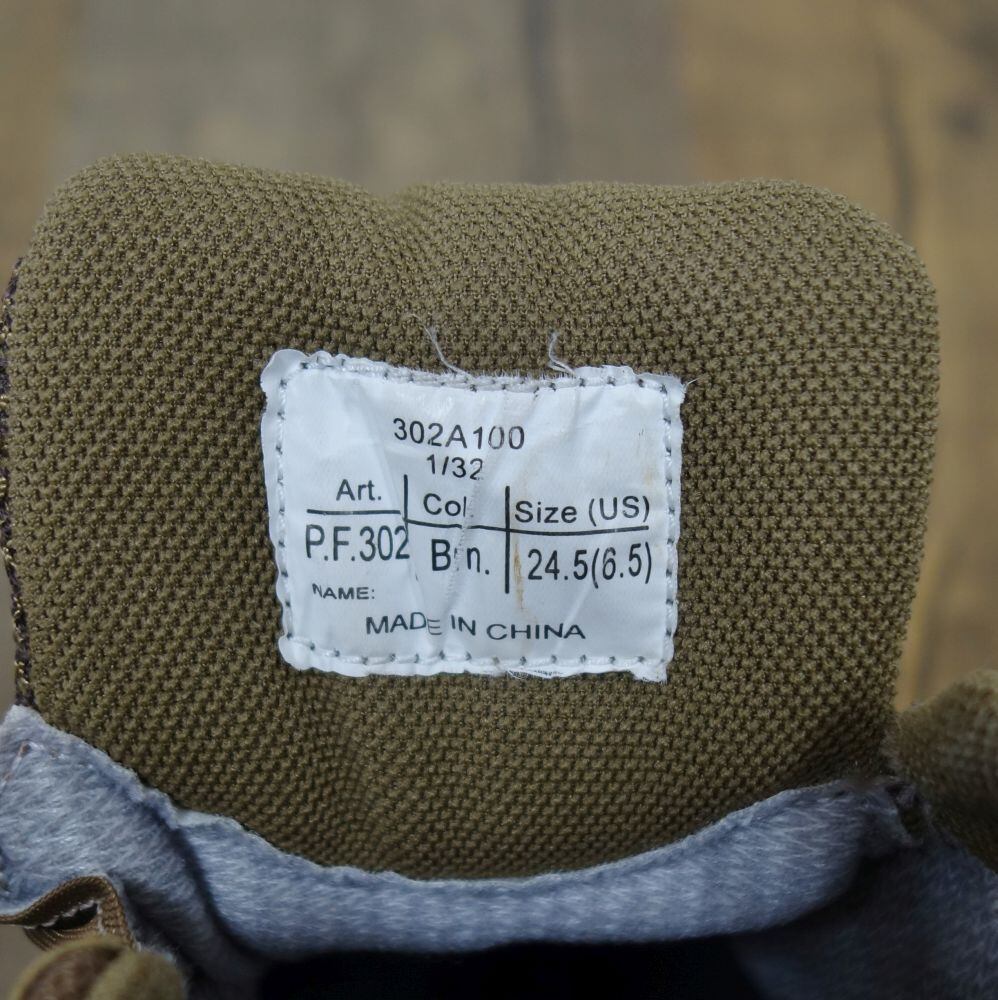 302A100
1/32
Art. Col. Size (US)
P.F.302 Brn. 24.5(6.5)
NAME:
MADE IN CHINA